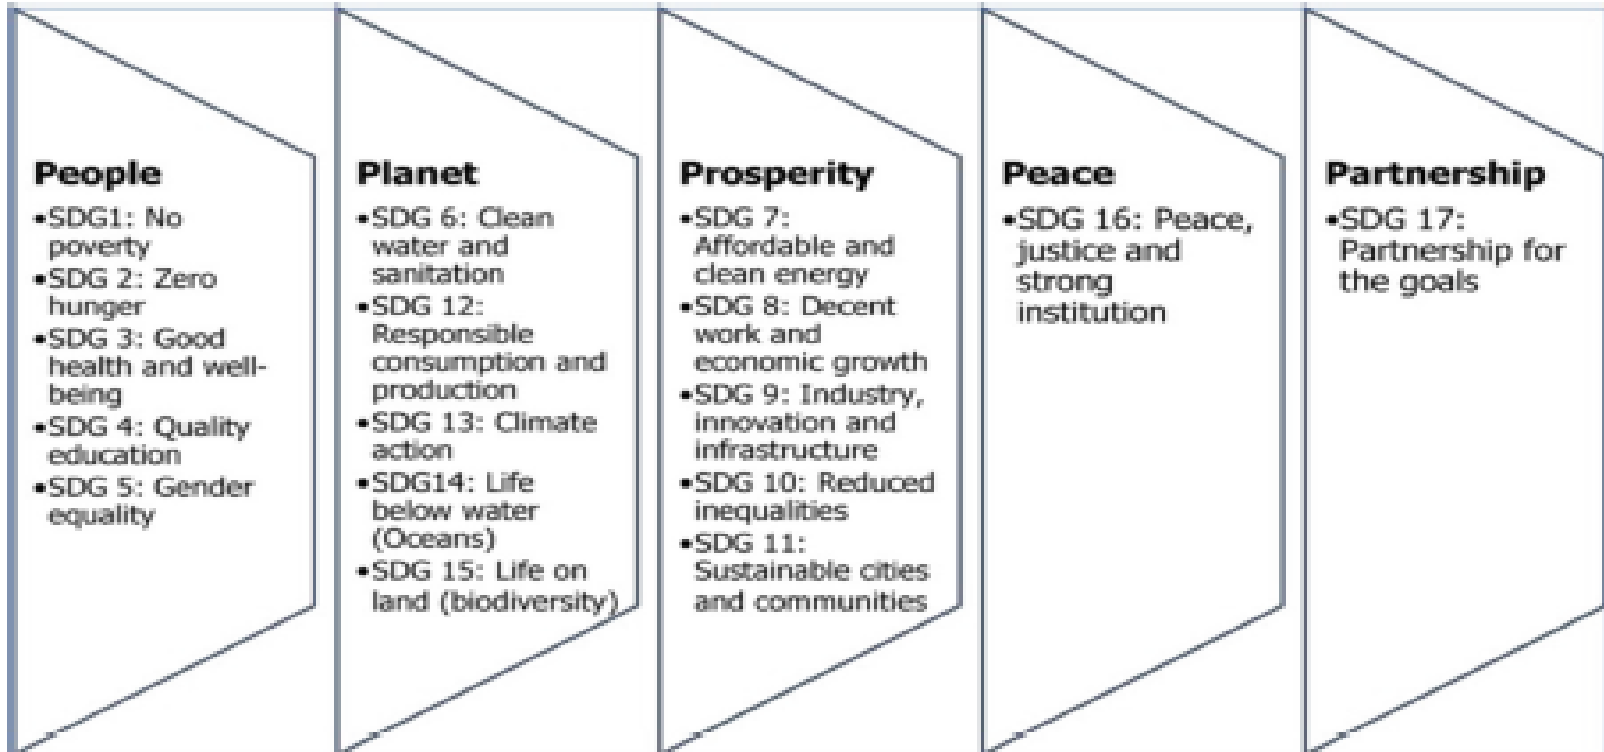 People
•SDG1: No
poverty
•SDG 2: Zero
hunger
•SDG 3: Good
health and well-
being
•SDG 4: Quality
education
•SDG 5: Gender
equality
Planet
•SDG 6: Clean
water and
sanitation
•SDG 12:
Responsible
consumption and
production
•SDG 13: Climate
action
•SDG14: Life
below water
(Oceans)
•SDG 15: Life on
land (biodiversity)
Prosperity
•SDG 7:
Affordable and
clean energy
•SDG 8: Decent
work and
economic growth
•SDG 9: Industry,
innovation and
infrastructure
•SDG 10: Reduced
inequalities
•SDG 11:
Sustainable cities
and communities
Peace
•SDG 16: Peace,
justice and
strong
institution
Partnership
•SDG 17:
Partnership for
the goals